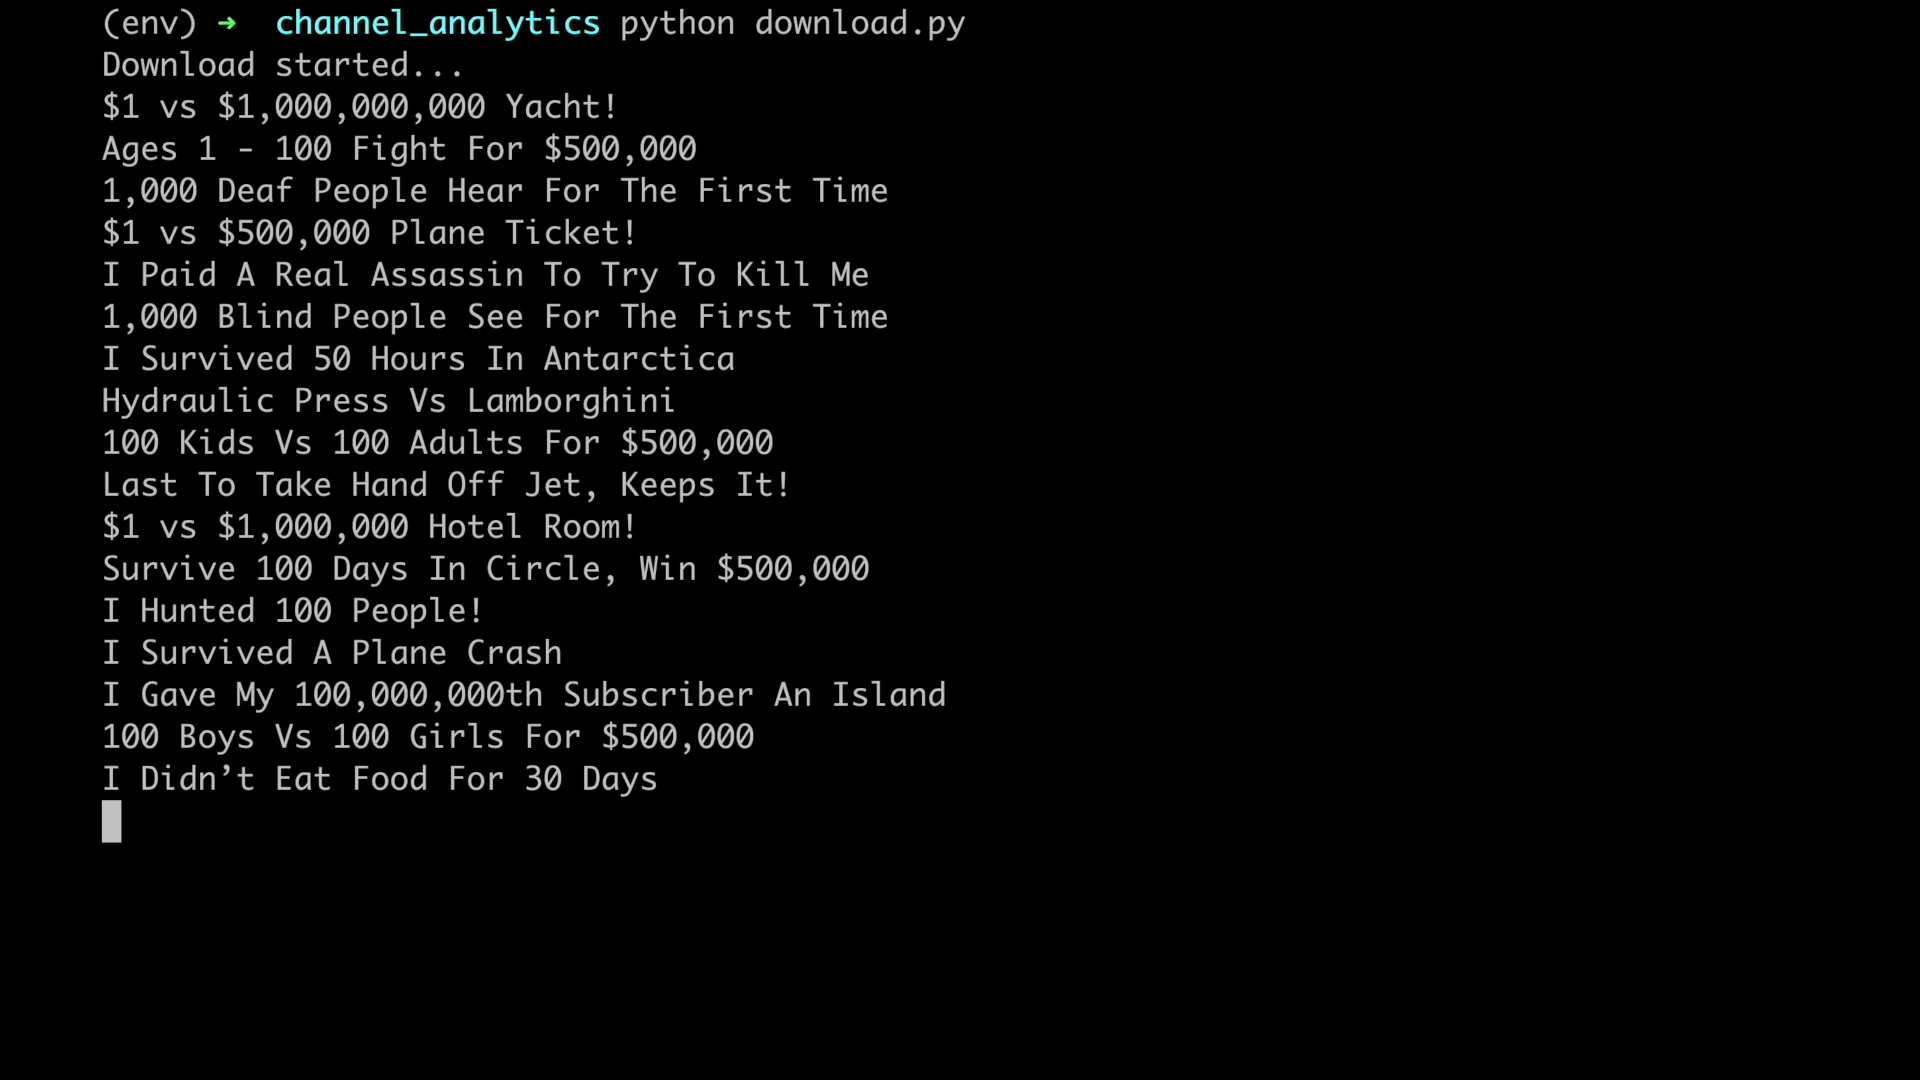 (env) ➜  channel_analytics python download.py
Download started...
$1 vs $1,000,000,000 Yacht!
Ages 1 - 100 Fight For $500,000
1,000 Deaf People Hear For The First Time
$1 vs $500,000 Plane Ticket!
I Paid A Real Assassin To Try To Kill Me
1,000 Blind People See For The First Time
I Survived 50 Hours In Antarctica
Hydraulic Press Vs Lamborghini
100 Kids Vs 100 Adults For $500,000
Last To Take Hand Off Jet, Keeps It!
$1 vs $1,000,000 Hotel Room!
Survive 100 Days In Circle, Win $500,000
I Hunted 100 People!
I Survived A Plane Crash
I Gave My 100,000,000th Subscriber An Island
100 Boys Vs 100 Girls For $500,000
I Didn’t Eat Food For 30 Days